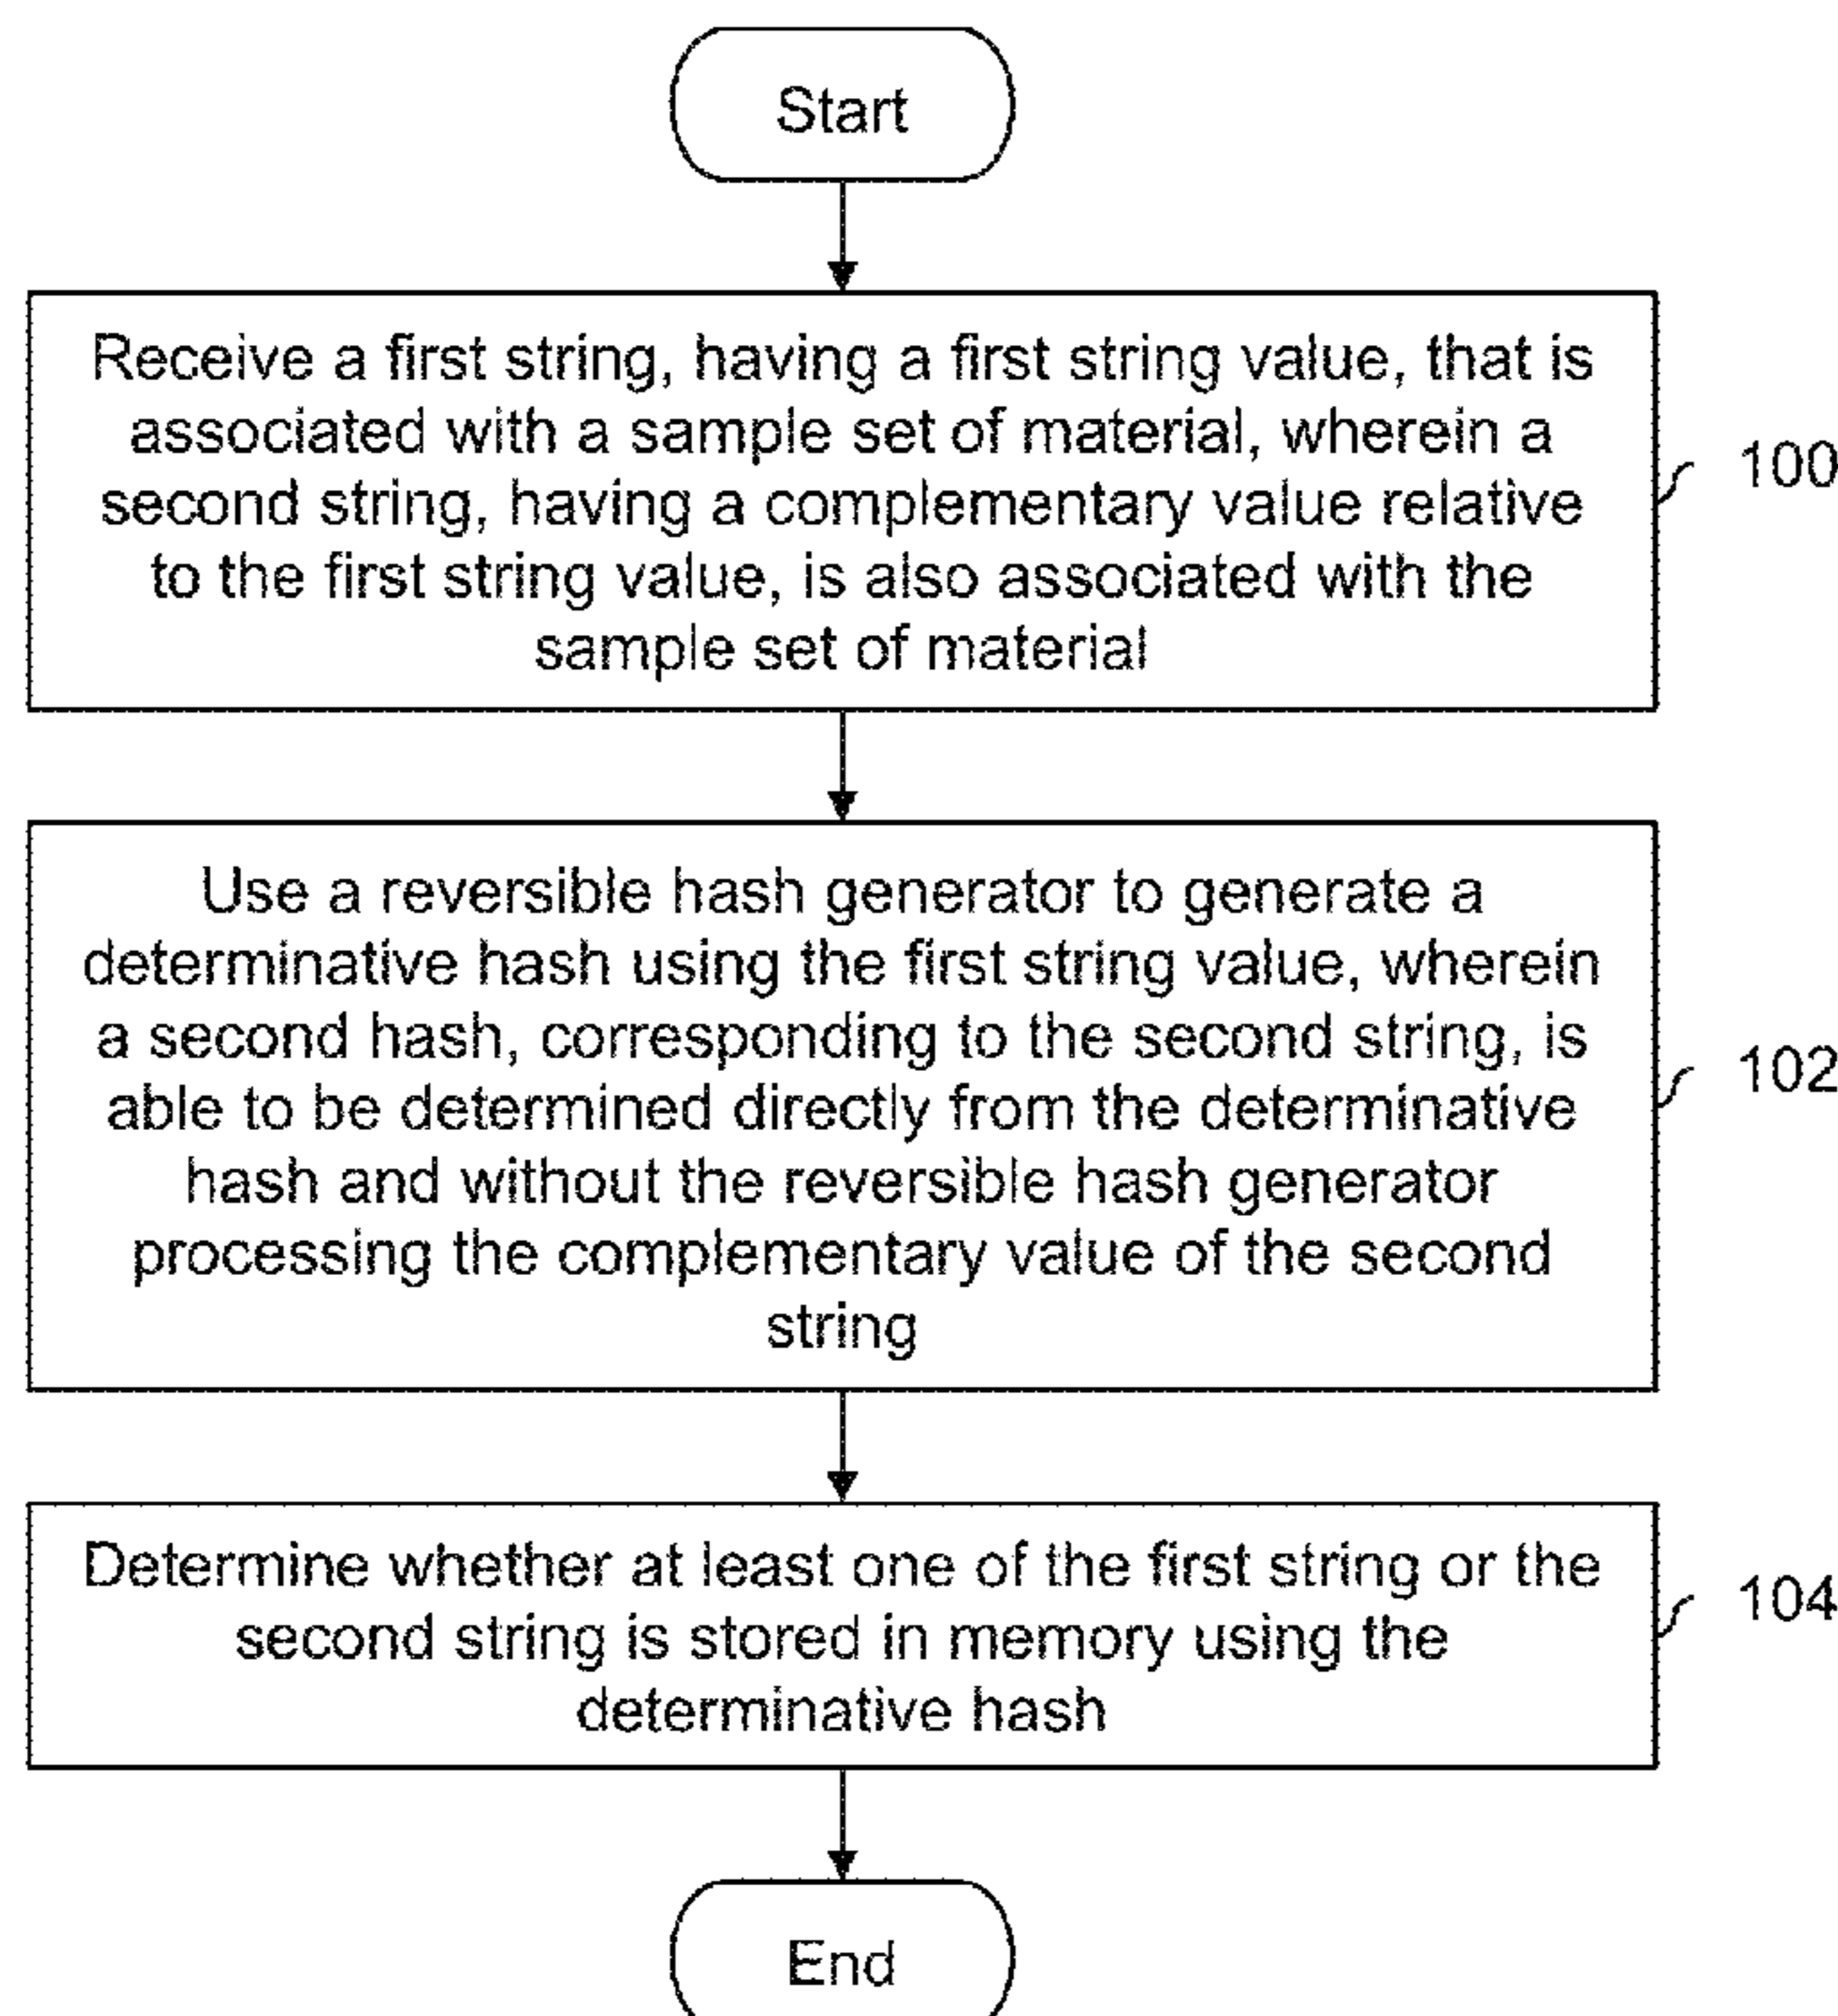 Start
Receive a first string, having a first string value, that is
associated with a sample set of material, wherein a
second string, having a complementary value relative
to the first string value, is also associated with the
sample set of material
100
Use a reversible hash generator to generate a
determinative hash using the first string value, wherein
a second hash, corresponding to the second string, is
able to be determined directly from the determinative
hash and without the reversible hash generator
processing the complementary value of the second
string
102
Determine whether at least one of the first string or the
second string is stored in memory using the
determinative hash
104
End